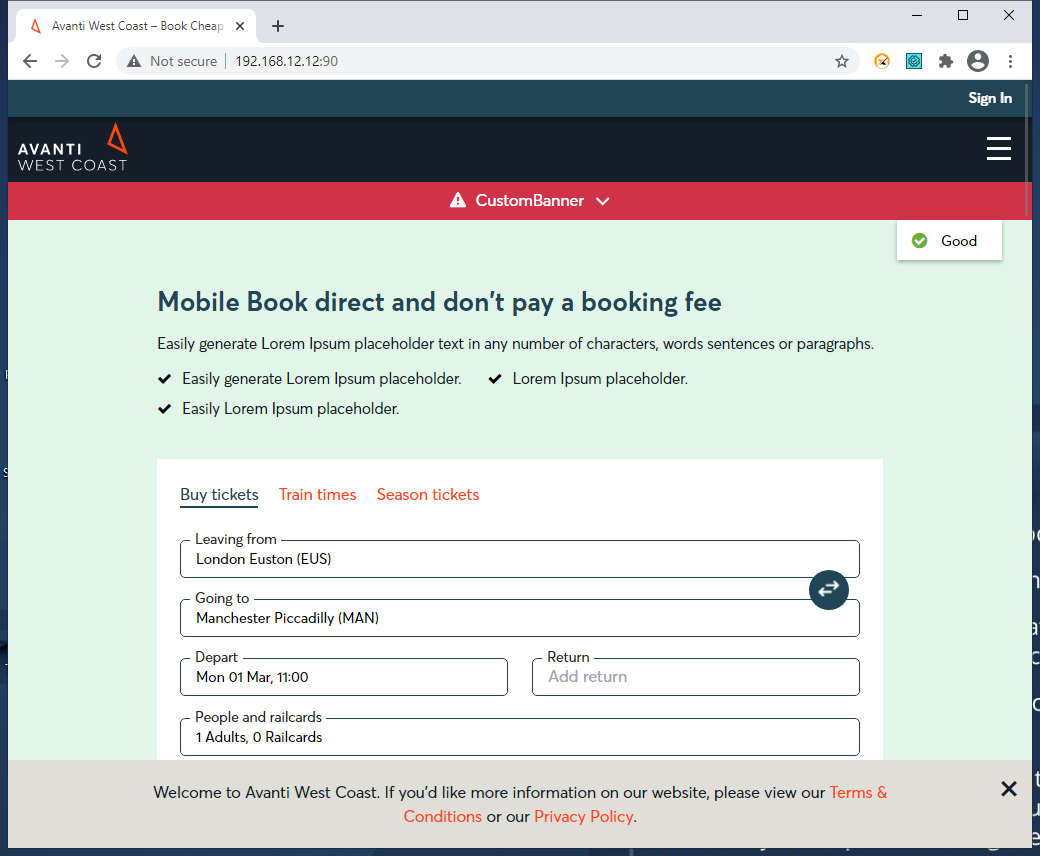 Avanti West Coast – Book Cheap
Not secure 192.168.12.12:90
Sign In
AVANTI
WEST COAST
CustomBanner
Good
Mobile Book direct and don't pay a booking fee
Easily generate Lorem Ipsum placeholder text in any number of characters, words sentences or paragraphs.
Easily generate Lorem Ipsum placeholder. Lorem Ipsum placeholder.
Easily Lorem Ipsum placeholder.
Buy tickets Train times Season tickets
Leaving from
London Euston (EUS)
Going to
Manchester Piccadilly (MAN)
Depart Return
Mon 01 Mar, 11:00 Add return
People and railcards
1 Adults, 0 Railcards
Welcome to Avanti West Coast. If you'd like more information on our website, please view our Terms &
Conditions or our Privacy Policy.